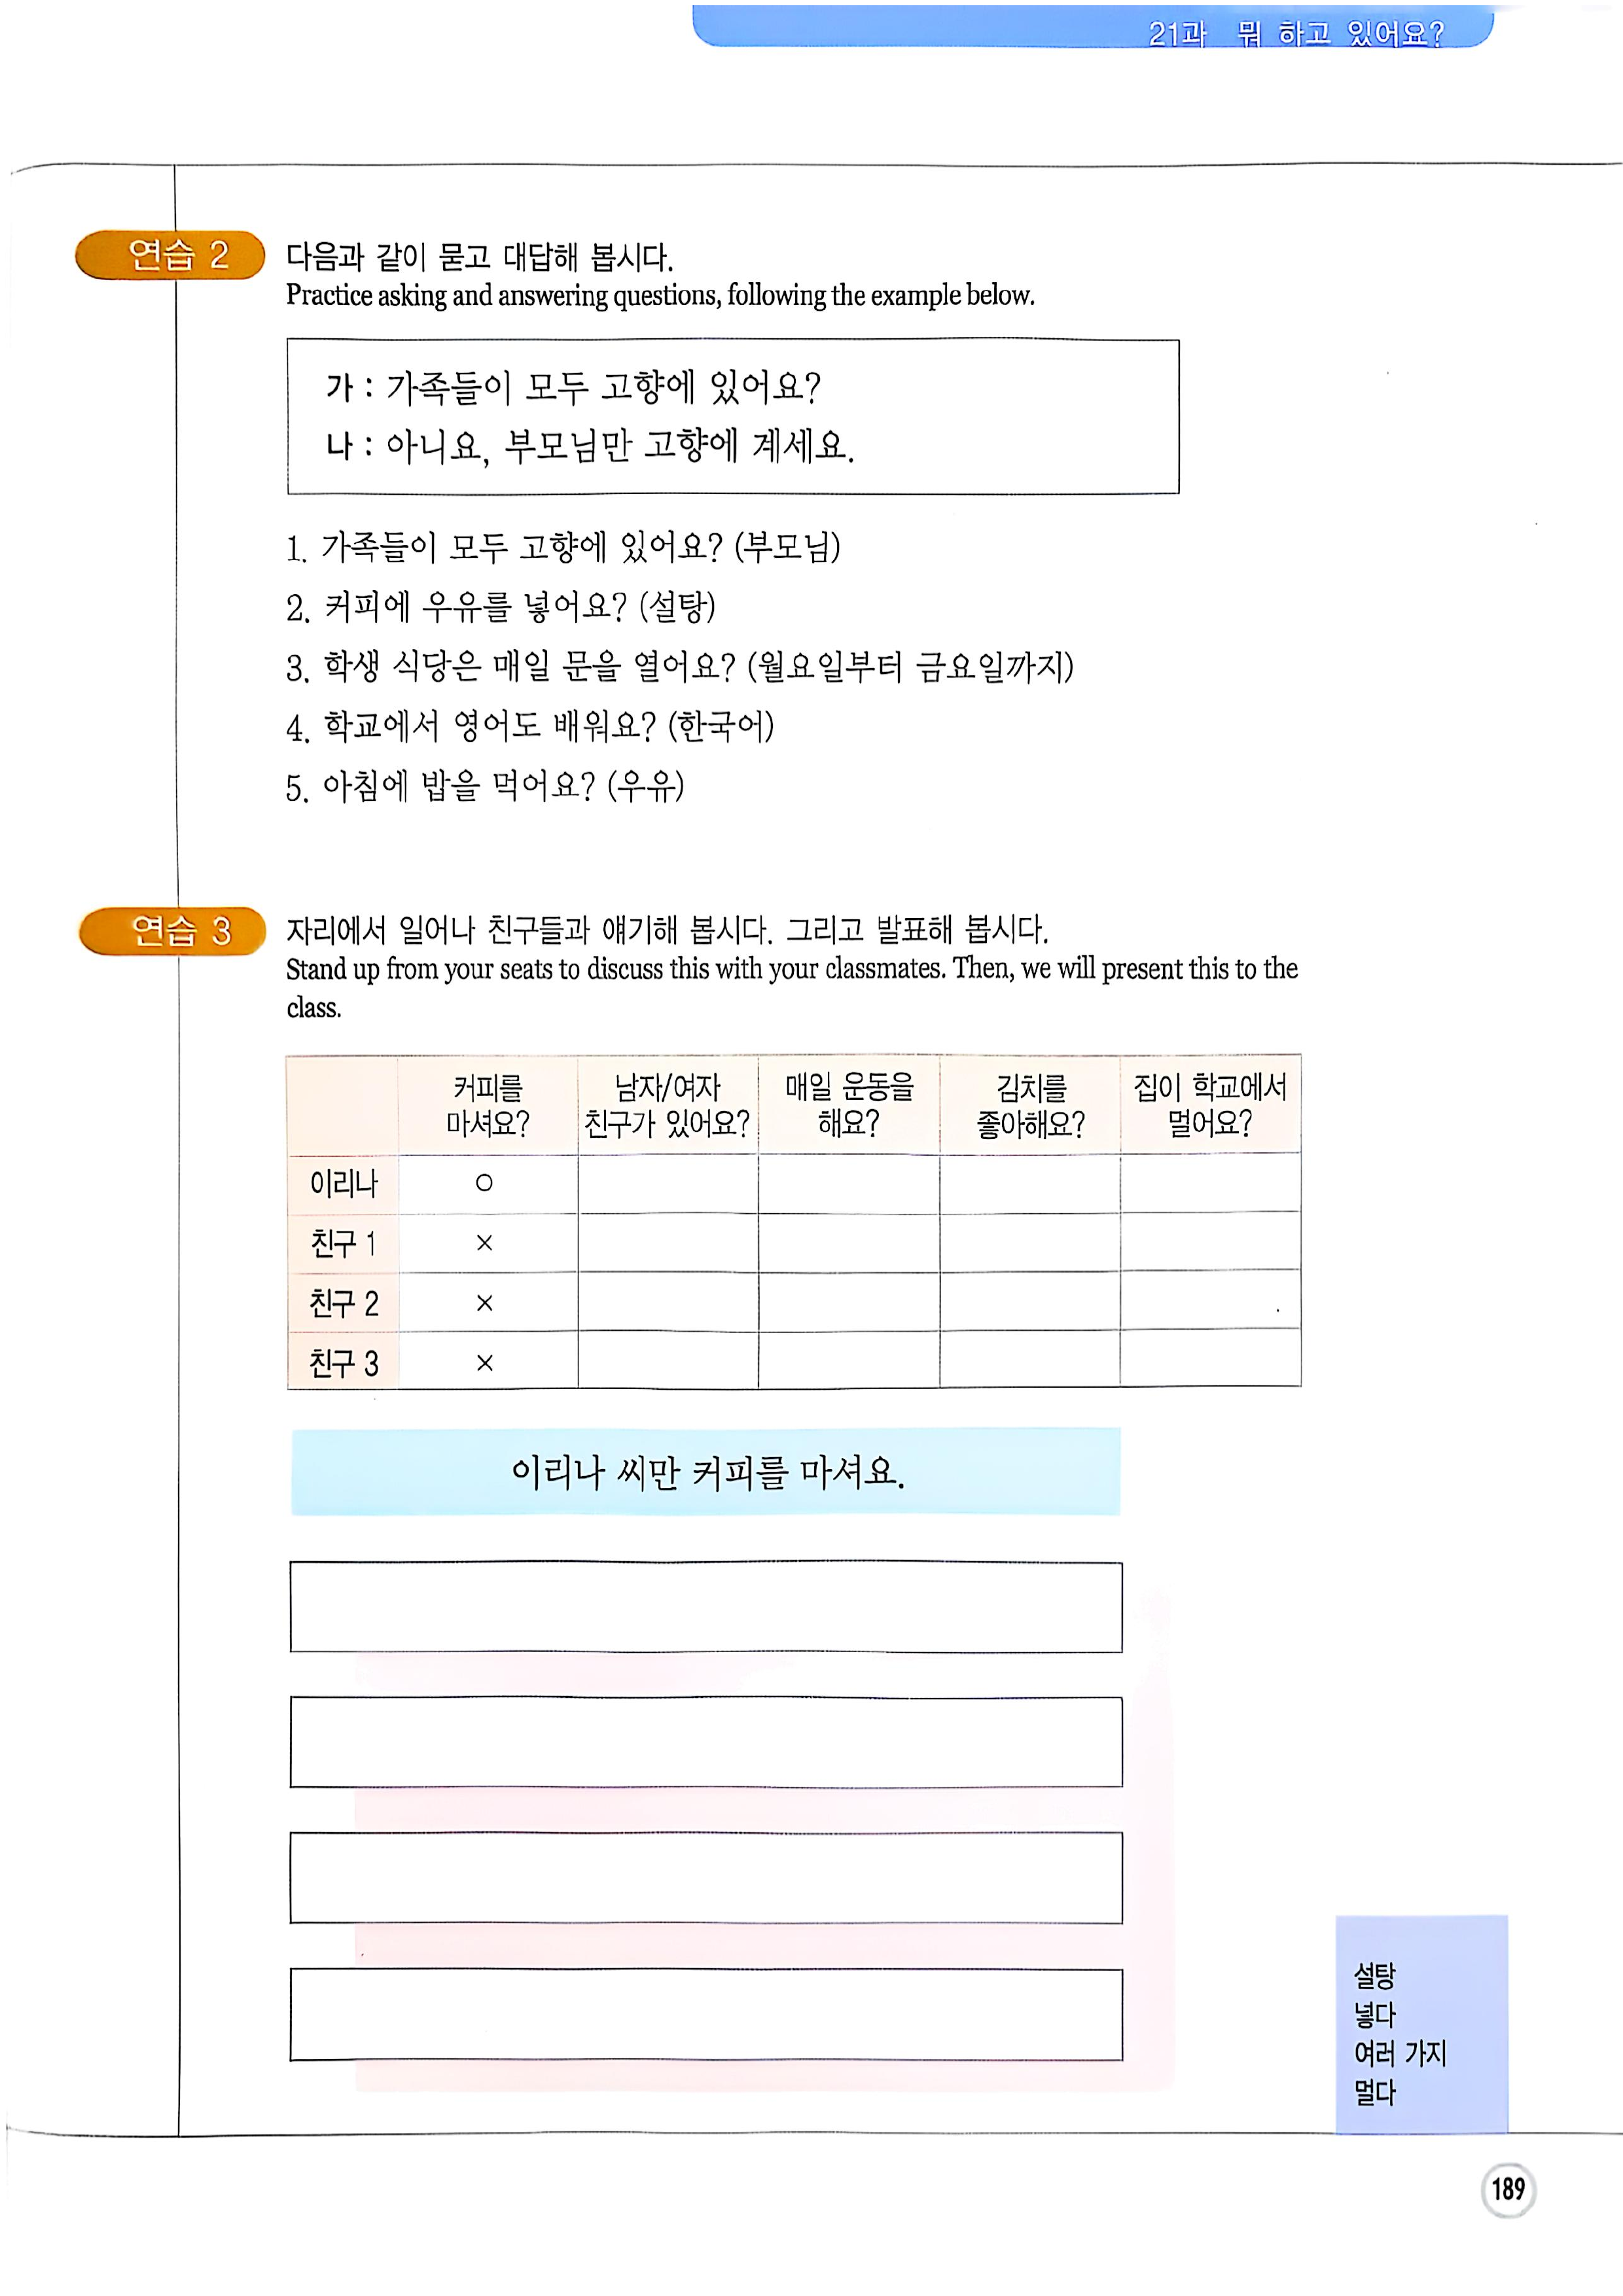 21과 뭐 하고 있어요?
연습 2
다음과 같이 묻고 대답해 봅시다.
Practice asking and answering questions, following the example below.
가 : 가족들이 모두 고향에 있어요?
나 : 아니요, 부모님만 고향에 계세요.
1. 가족들이 모두 고향에 있어요? (부모님)
2. 커피에 우유를 넣어요? (설탕)
3. 학생 식당은 매일 문을 열어요? (월요일부터 금요일까지)
4. 학교에서 영어도 배워요? (한국어)
5. 아침에 밥을 먹어요? (우유)
연습 3
자리에서 일어나 친구들과 얘기해 봅시다. 그리고 발표해 봅시다.
Stand up from your seats to discuss this with your classmates. Then, we will present this to the
class.
커피를 남자/여자 매일 운동을 김치를 집이 학교에서
마셔요? 친구가 있어요? 해요? 좋아해요? 멀어요?
이리나 ○
친구 1 ×
친구 2 ×
친구 3 ×
이리나 씨만 커피를 마셔요.
설탕
넣다
여러 가지
멀다
189